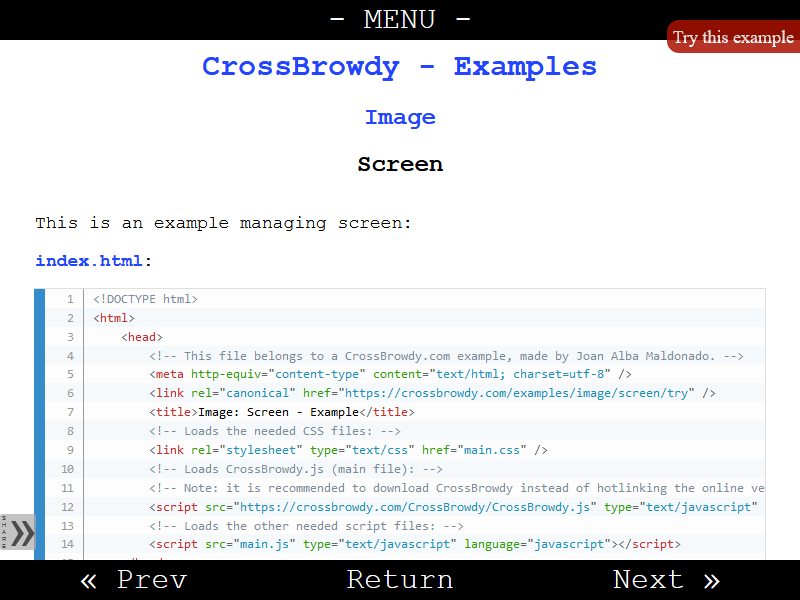 - MENU -
Try this example
CrossBrowdy - Examples
Image
Screen
This is an example managing screen:
index.html:
1 <!DOCTYPE html>
2 <html>
3 <head>
4 <!-- This file belongs to a CrossBrowdy.com example, made by Joan Alba Maldonado. -->
5 <meta http-equiv="content-type" content="text/html; charset=utf-8" />
6 <link rel="canonical" href="https://crossbrowdy.com/examples/image/screen/try" />
7 <title>Image: Screen - Example</title>
8 <!-- Loads the needed CSS files: -->
9 <link rel="stylesheet" type="text/css" href="main.css" />
10 <!-- Loads CrossBrowdy.js (main file): -->
11 <!-- Note: it is recommended to download CrossBrowdy instead of hotlinking the online ve
12 <script src="https://crossbrowdy.com/CrossBrowdy/CrossBrowdy.js" type="text/javascript"
13 <!-- Loads the other needed script files: -->
14 <script src="main.js" type="text/javascript" language="javascript"></script>
SHARE
»
« Prev
Return
Next »